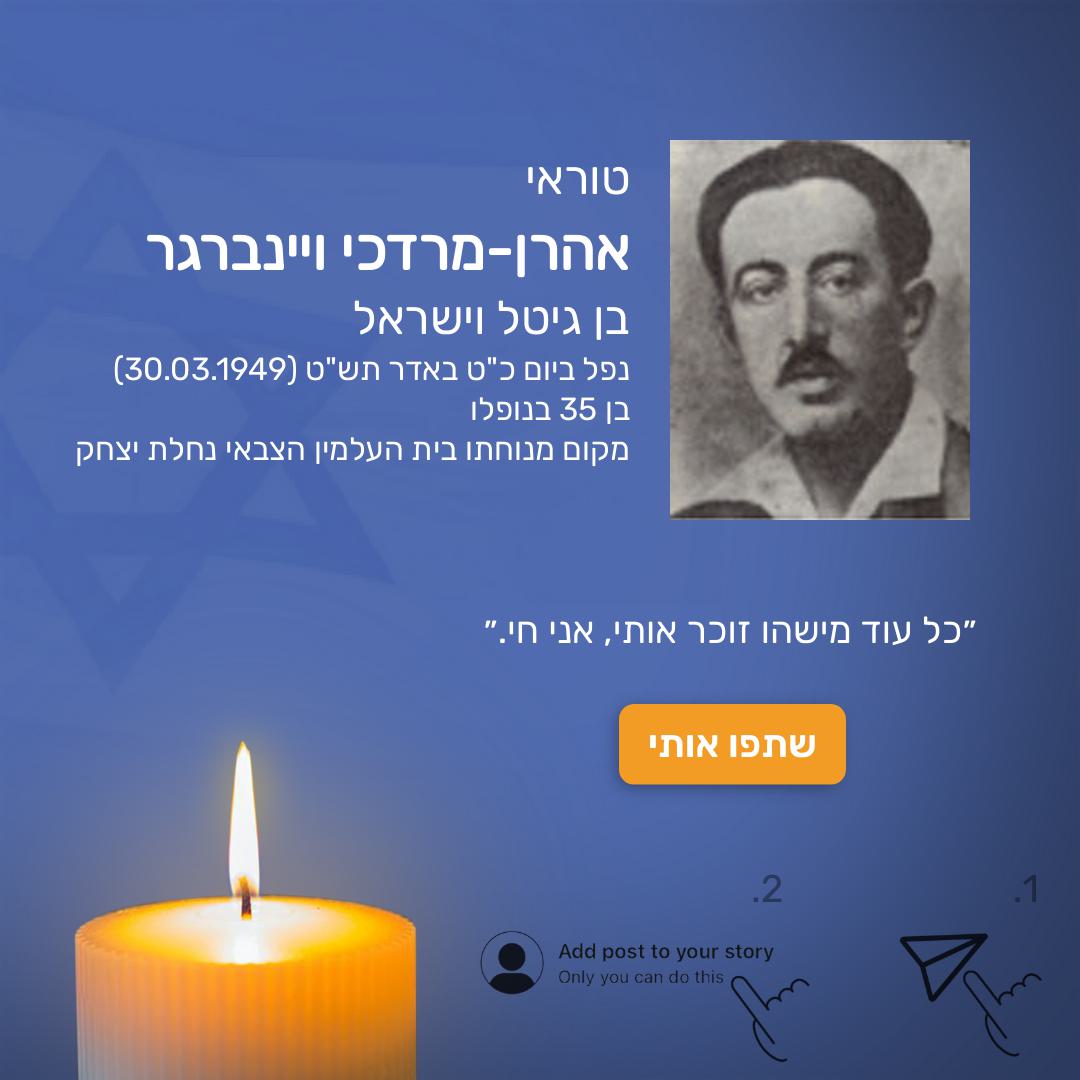 טוראי
אהרן-מרדכי ויינברגר
בן גיטל וישראל
נפל ביום כ"ט באדר תש"ט (30.03.1949)
בן 35 בנופלו
מקום מנוחתו בית העלמין הצבאי נחלת יצחק
״כל עוד מישהו זוכר אותי, אני חי.״
שתפו אותי
1.
2.
Add post to your story
Only you can do this